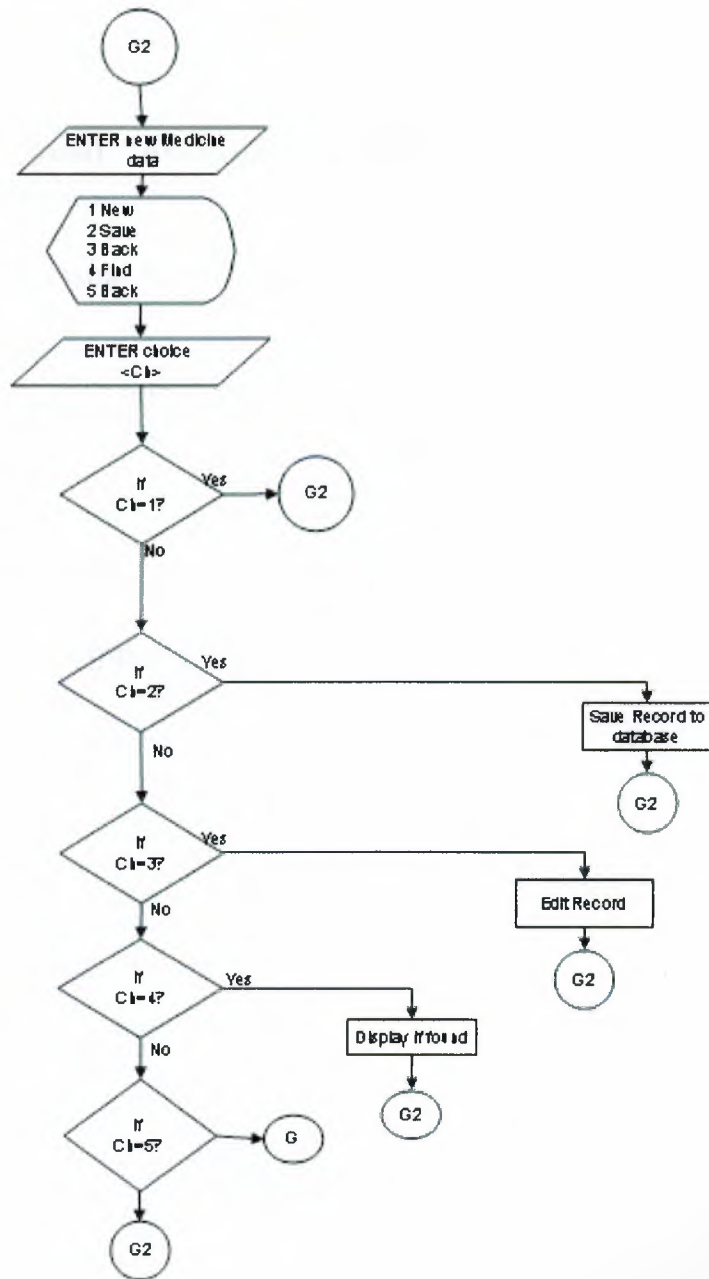 G2
ENTER new Medicine
data
1 New
2 Save
3 Back
4 Find
5 Back
ENTER choice
<Ch>
If
Ch=1?
Yes
G2
No
If
Ch=2?
Yes
Save Record to
database
No
G2
If
Ch=3?
Yes
Edit Record
No
G2
If
Ch=4?
Yes
Display if found
No
G2
If
Ch=5?
G
G2